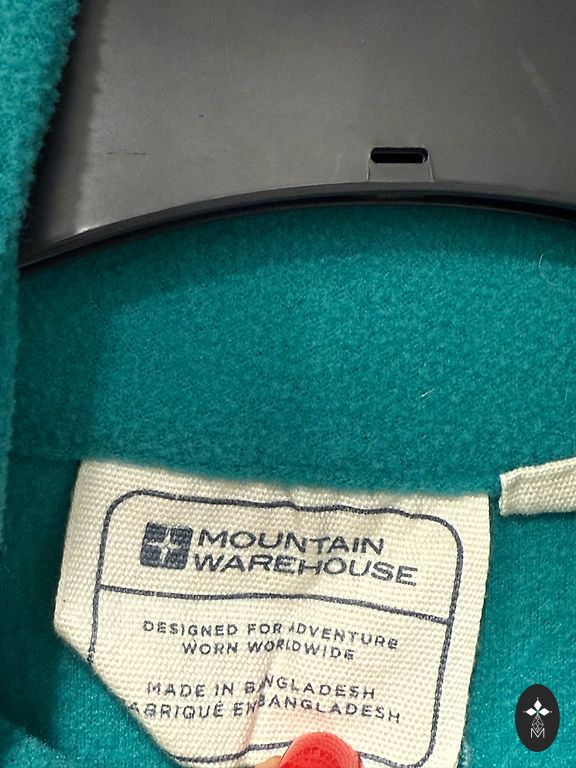 MOUNTAIN
WAREHOUSE
DESIGNED FOR ADVENTURE
WORN WORLDWIDE
MADE IN BANGLADESH
FABRIQUÉ EN BANGLADESH
M